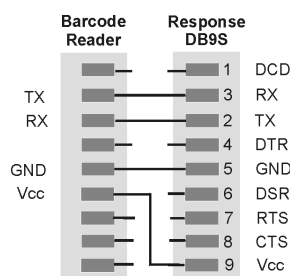 Barcode Reader Response DB9S
1 DCD
TX 3 RX
RX 2 TX
4 DTR
GND 5 GND
Vcc 6 DSR
7 RTS
8 CTS
9 Vcc